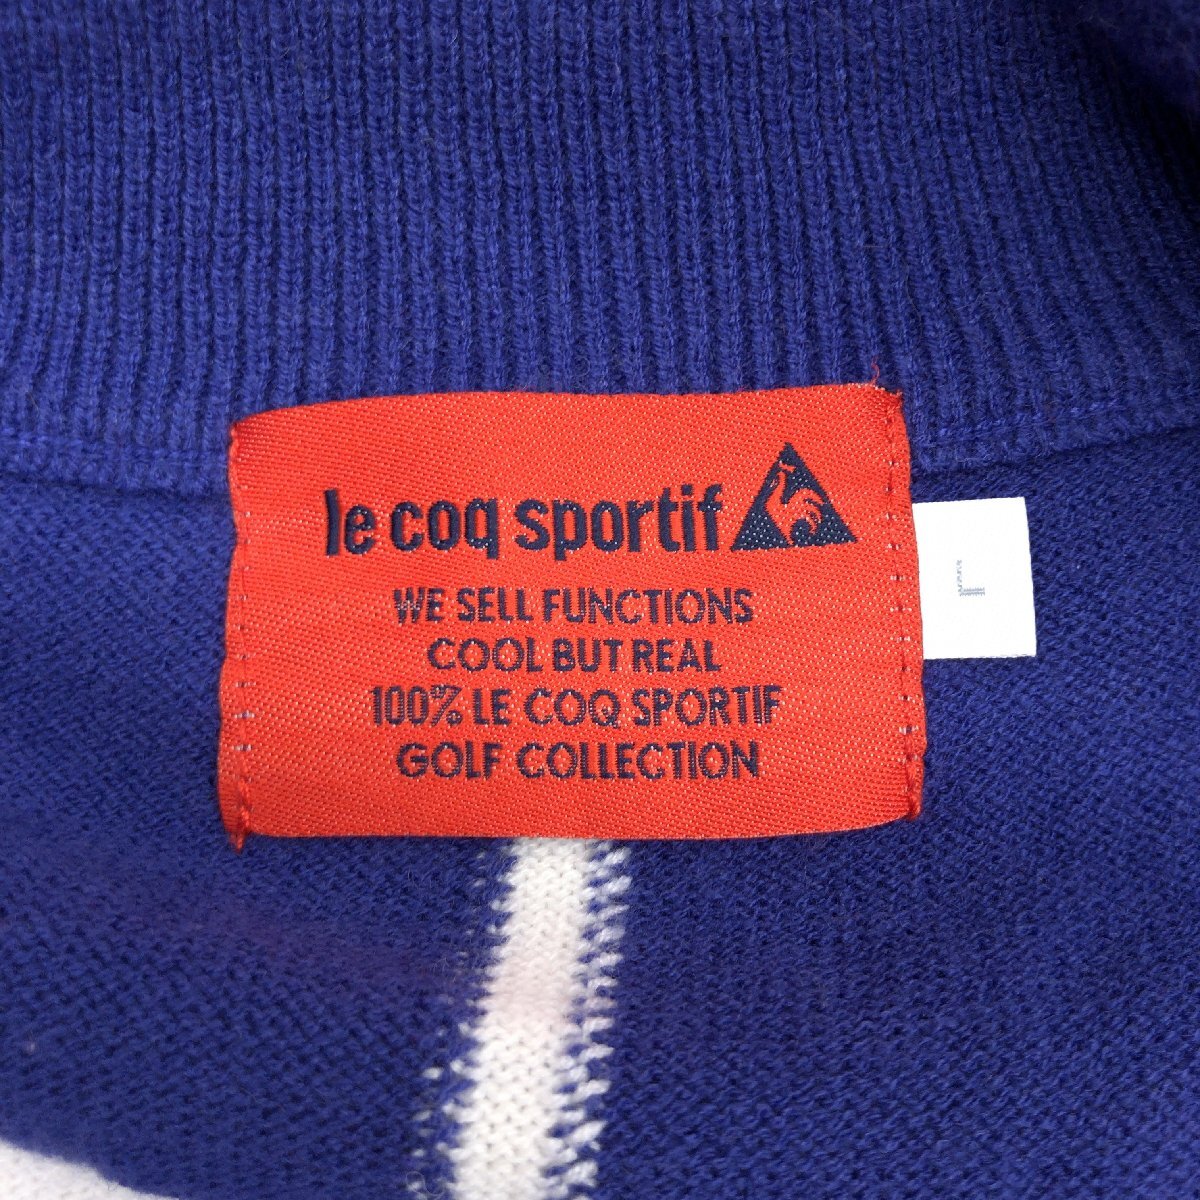 le coq sportif
WE SELL FUNCTIONS
COOL BUT REAL
100% LE COQ SPORTIF
GOLF COLLECTION
L